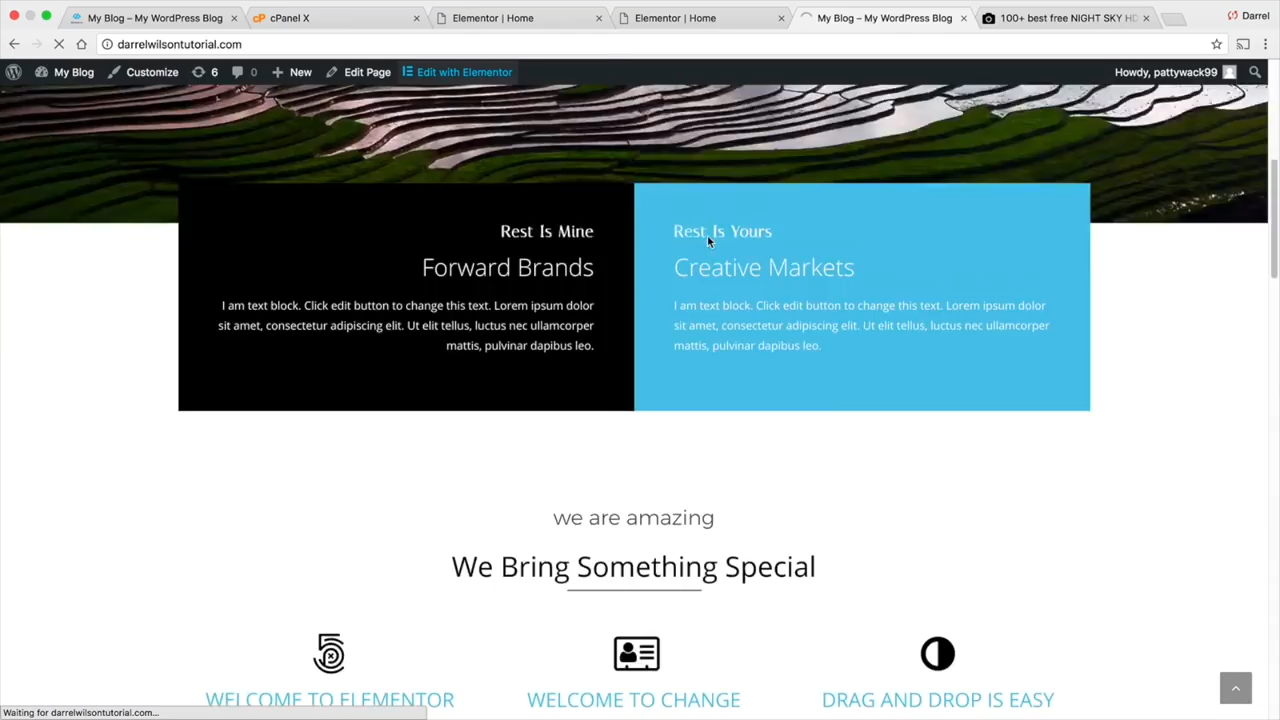 My Blog – My WordPress Blog
cPanel X
Elementor | Home
Elementor | Home
My Blog – My WordPress Blog
100+ best free NIGHT SKY HD
Darrel
darrelwilsontutorial.com
My Blog
Customize
6
0
New
Edit Page
Edit with Elementor
Howdy, pattywack99
Rest Is Mine
Forward Brands
I am text block. Click edit button to change this text. Lorem ipsum dolor
sit amet, consectetur adipiscing elit. Ut elit tellus, luctus nec ullamcorper
mattis, pulvinar dapibus leo.
Rest Is Yours
Creative Markets
I am text block. Click edit button to change this text. Lorem ipsum dolor
sit amet, consectetur adipiscing elit. Ut elit tellus, luctus nec ullamcorper
mattis, pulvinar dapibus leo.
we are amazing
We Bring Something Special
WELCOME TO ELEMENTOR
WELCOME TO CHANGE
DRAG AND DROP IS EASY
Waiting for darrelwilsontutorial.com...